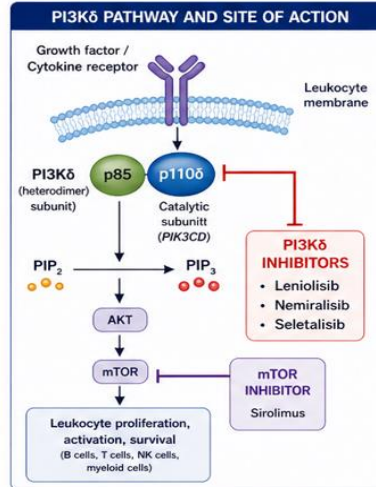 PI3Kδ PATHWAY AND SITE OF ACTION
Growth factor /
Cytokine receptor
Leukocyte
membrane
PI3Kδ
(heterodimer)
subunit)
p85
p110δ
Catalytic
subunitt
(PIK3CD)
PI3Kδ
INHIBITORS
• Leniolisib
• Nemiralisib
• Seletalisib
PIP₂
PIP₃
AKT
mTOR
mTOR
INHIBITOR
Sirolimus
Leukocyte proliferation,
activation, survival
(B cells, T cells, NK cells,
myeloid cells)